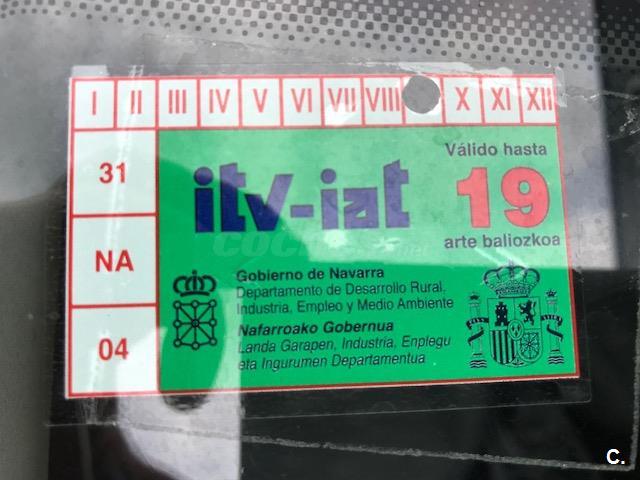 I II III IV V VI VII VIII X XI XII
31
NA
04
itv-iat
Válido hasta
19
arte baliozkoa
Gobierno de Navarra
Departamento de Desarrollo Rural,
Industria, Empleo y Medio Ambiente
Nafarroako Gobernua
Landa Garapen, Industria, Enplegu
eta Ingurumen Departamentua
C.